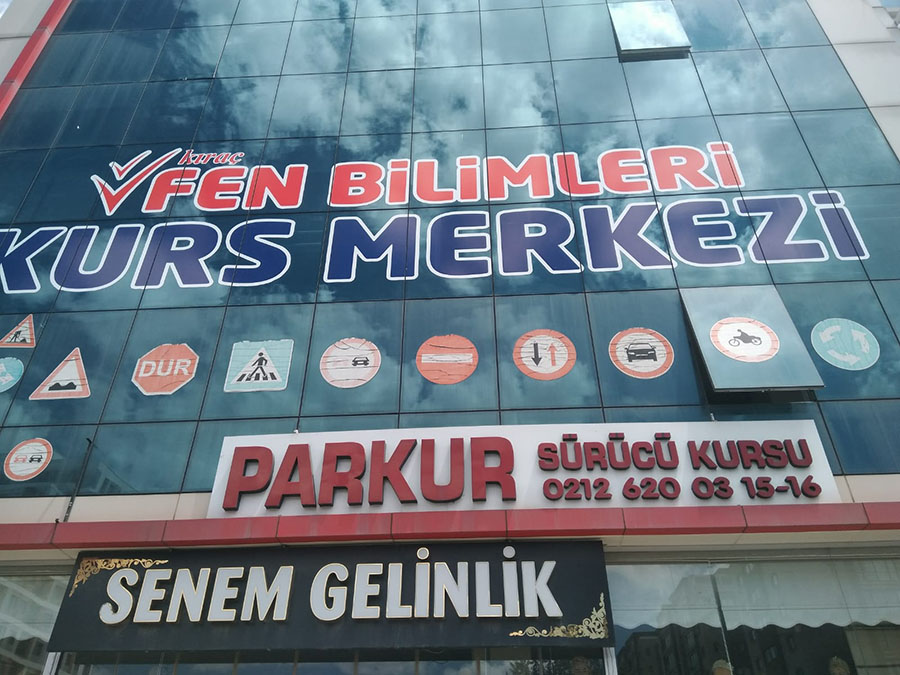 kıraç
FEN BİLİMLERİ
KURS MERKEZİ
DUR
PARKUR SÜRÜCÜ KURSU
0212 620 03 15-16
SENEM GELİNLİK